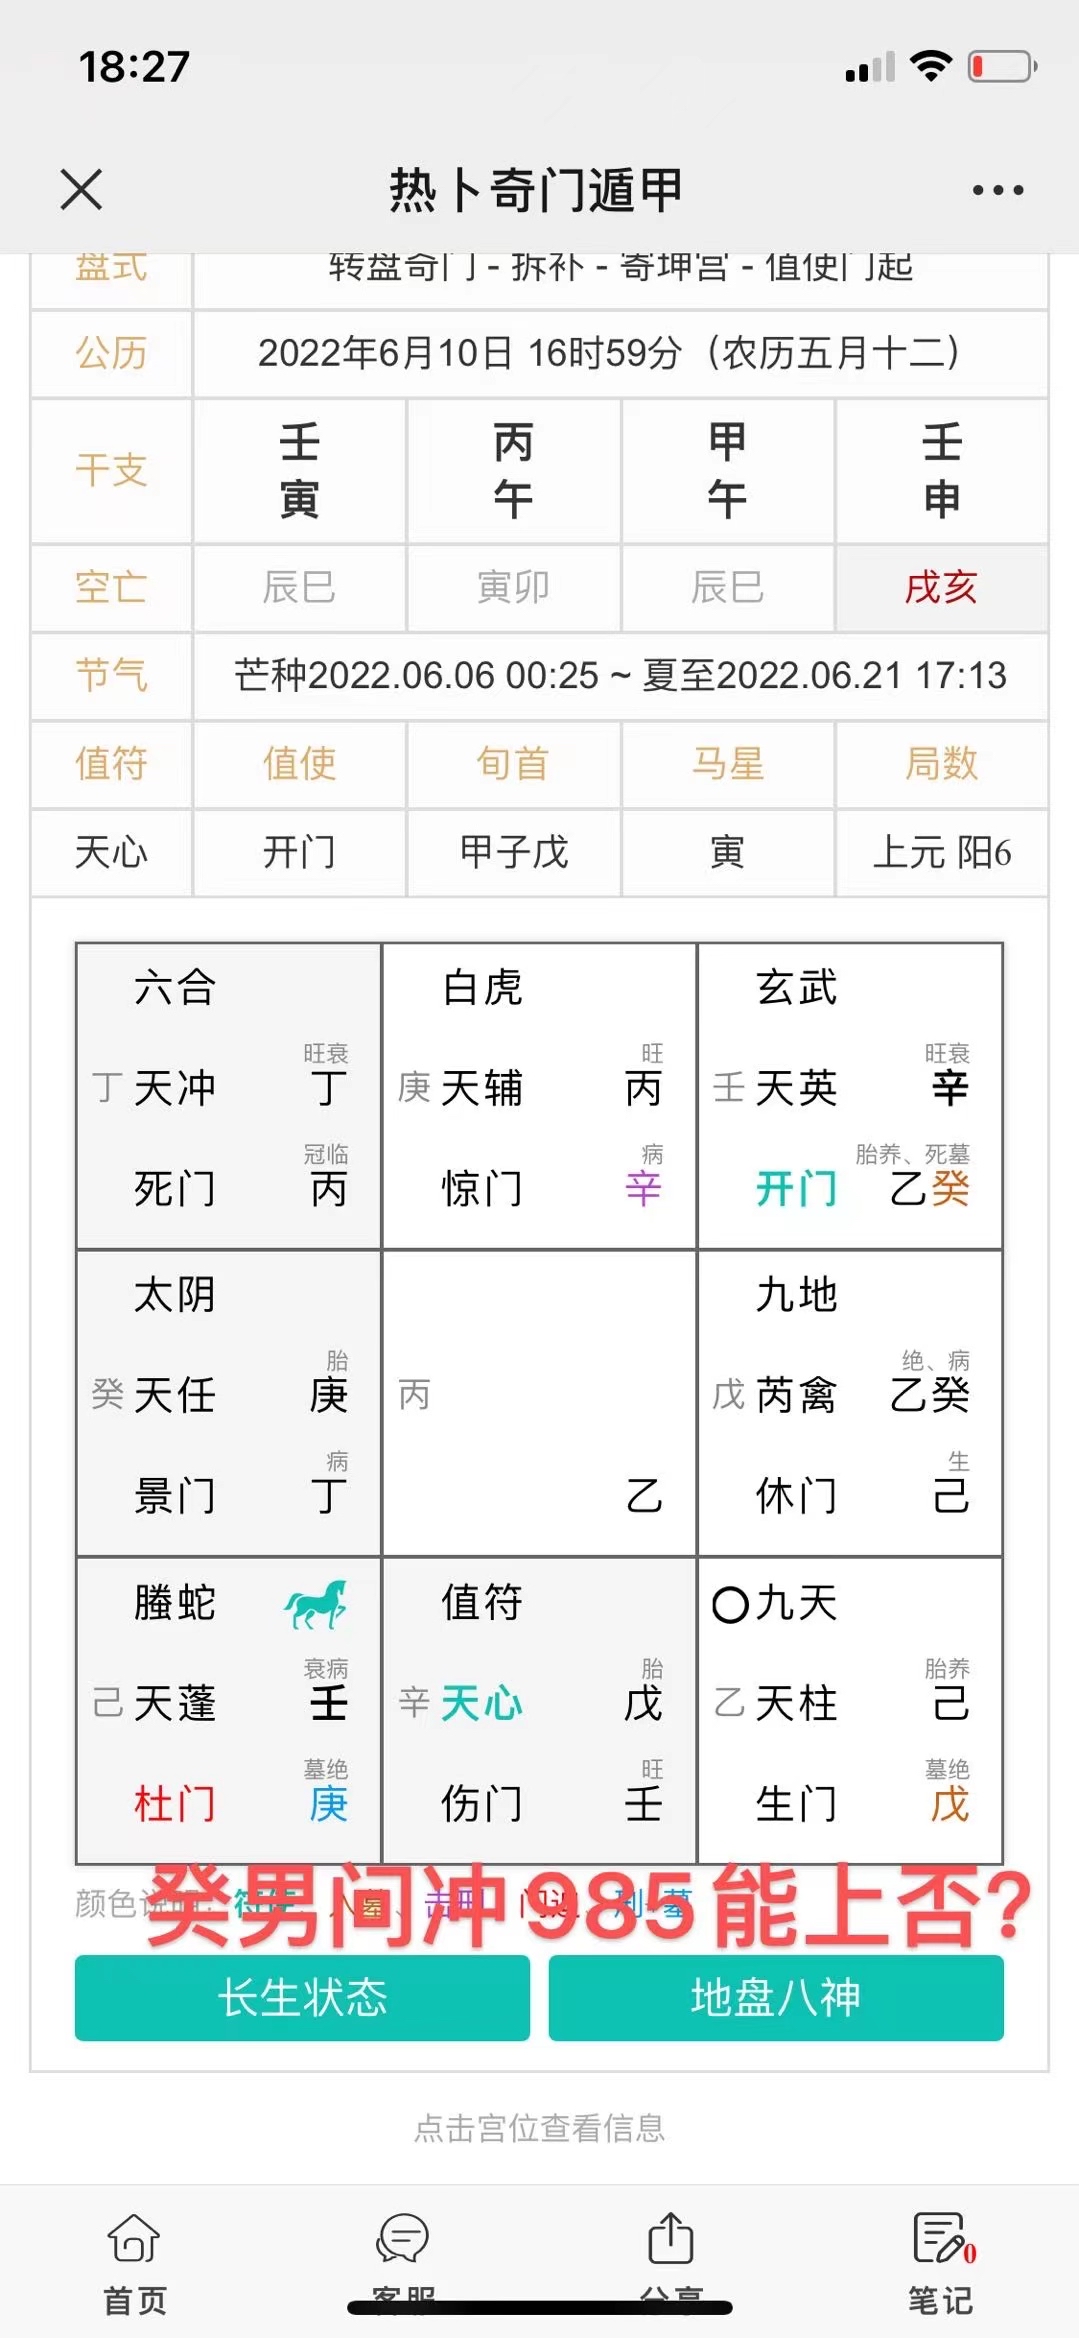 18:27
热卜奇门遁甲
盘式 转盘奇门 - 拆补 - 寄坤宫 - 值使门起
公历 2022年6月10日 16时59分（农历五月十二）
干支 壬寅 丙午 甲午 壬申
空亡 辰巳 寅卯 辰巳 戌亥
节气 芒种2022.06.06 00:25 ~ 夏至2022.06.21 17:13
值符 值使 旬首 马星 局数
天心 开门 甲子戊 寅 上元 阳6
六合 白虎 玄武
旺衰 旺 旺衰
丁 天冲 丁 庚 天辅 丙 壬 天英 辛
冠临 病 胎养、死墓
死门 丙 惊门 辛 开门 乙癸
太阴 九地
胎 绝、病
癸 天任 庚 丙 戊 芮禽 乙癸
病 生
景门 丁 乙 休门 己
螣蛇 值符 九天
衰病 胎 胎养
己 天蓬 壬 辛 天心 戊 乙 天柱 己
墓绝 旺 墓绝
杜门 庚 伤门 壬 生门 戊
癸男问冲985能上否?
长生状态 地盘八神
点击宫位查看信息
首页 客服 分享 笔记
0